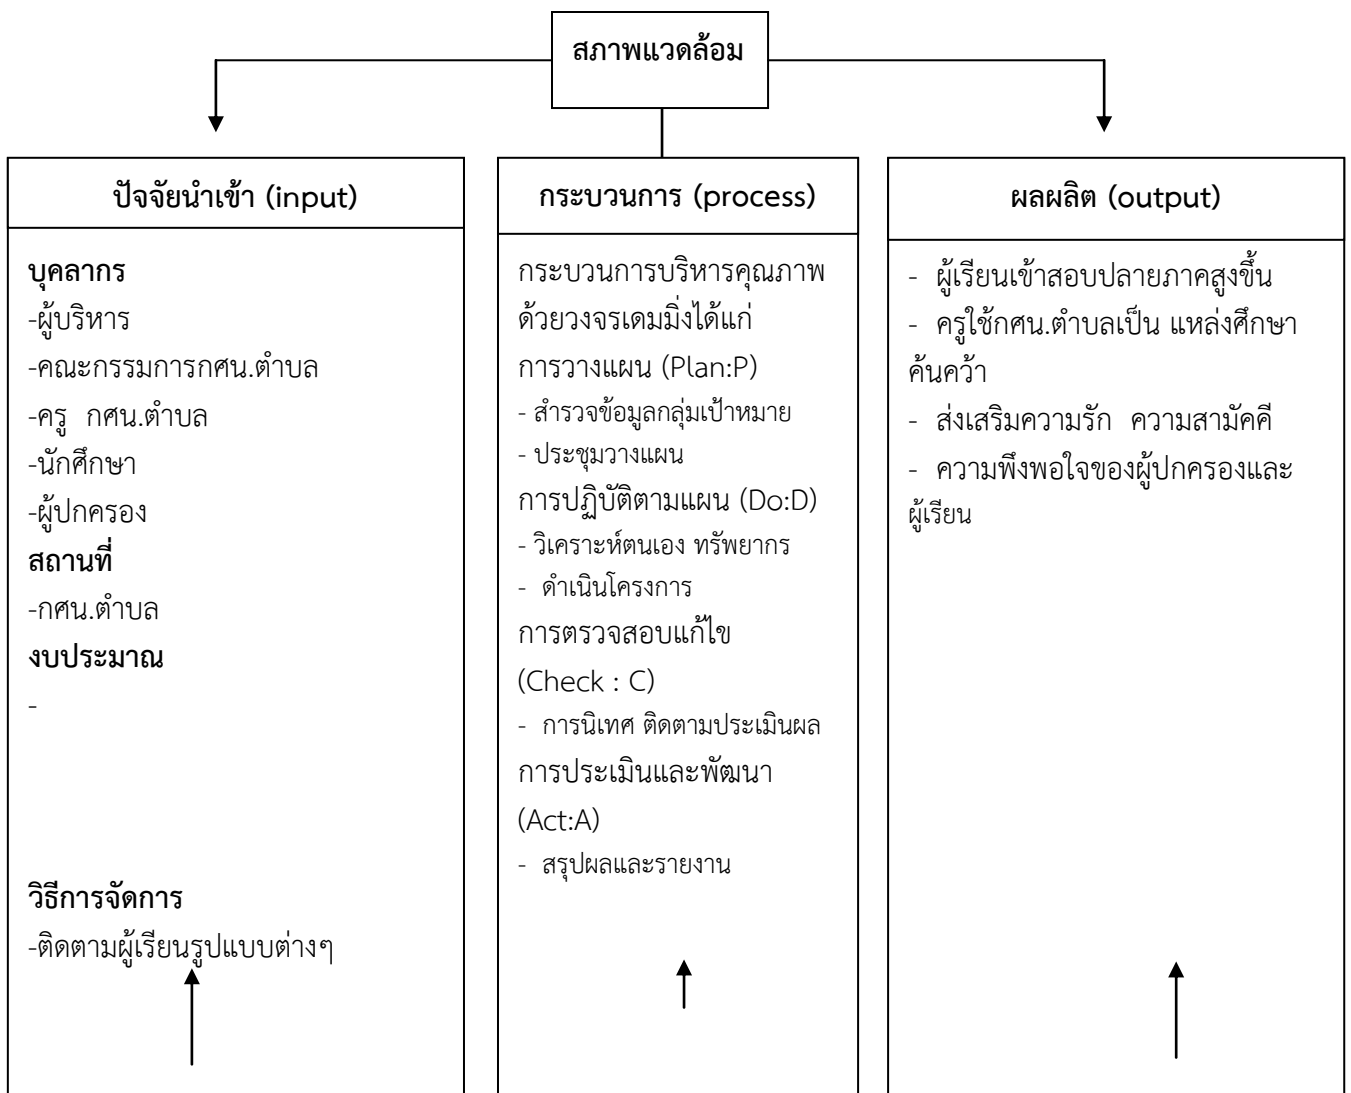 สภาพแวดล้อม
ปัจจัยนำเข้า (input)
บุคลากร
-ผู้บริหาร
-คณะกรรมการกศน.ตำบล
-ครู กศน.ตำบล
-นักศึกษา
-ผู้ปกครอง
สถานที่
-กศน.ตำบล
งบประมาณ
-
วิธีการจัดการ
-ติดตามผู้เรียนรูปแบบต่างๆ
กระบวนการ (process)
กระบวนการบริหารคุณภาพ
ด้วยวงจรเดมมิ่งได้แก่
การวางแผน (Plan:P)
- สำรวจข้อมูลกลุ่มเป้าหมาย
- ประชุมวางแผน
การปฏิบัติตามแผน (Do:D)
- วิเคราะห์ตนเอง ทรัพยากร
- ดำเนินโครงการ
การตรวจสอบแก้ไข
(Check : C)
- การนิเทศ ติดตามประเมินผล
การประเมินและพัฒนา
(Act:A)
- สรุปผลและรายงาน
ผลผลิต (output)
- ผู้เรียนเข้าสอบปลายภาคสูงขึ้น
- ครูใช้กศน.ตำบลเป็น แหล่งศึกษา
ค้นคว้า
- ส่งเสริมความรัก ความสามัคคี
- ความพึงพอใจของผู้ปกครองและ
ผู้เรียน